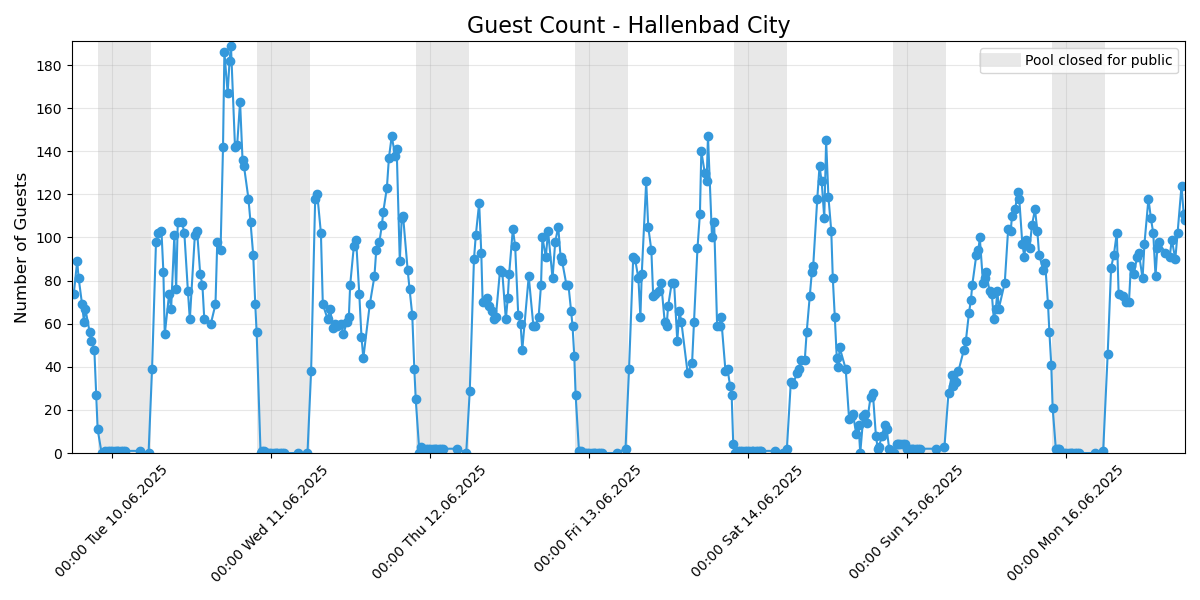 Guest Count - Hallenbad City
Pool closed for public
Number of Guests
180
160
140
120
100
80
60
40
20
0
00:00 Tue 10.06.2025
00:00 Wed 11.06.2025
00:00 Thu 12.06.2025
00:00 Fri 13.06.2025
00:00 Sat 14.06.2025
00:00 Sun 15.06.2025
00:00 Mon 16.06.2025